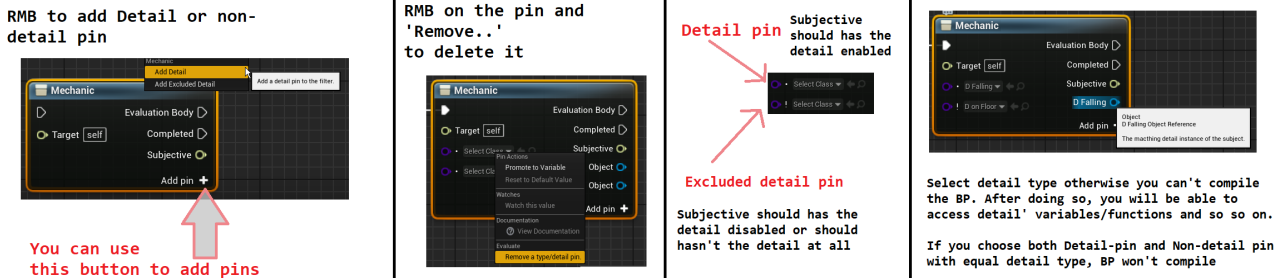 RMB to add Detail or non-
detail pin
Mechanic
Add Detail
Add Excluded Detail
Add a detail pin to the filter.
Mechanic
Evaluation Body
Target self
Completed
Subjective
Add pin +
You can use
this button to add pins
RMB on the pin and
'Remove..'
to delete it
Mechanic
Evaluation Body
Target self
Completed
Select Class
Subjective
Select Cla
Object
Object
Add pin +
Pin Actions
Promote to Variable
Reset to Default Value
Watches
Watch this value
Documentation
View Documentation
Evaluate
Remove a type/detail pin.
Detail pin
Subjective
should has the
detail enabled
Select Class
! Select Class
Excluded detail pin
Subjective should has the
detail disabled or should
hasn't the detail at all
Mechanic
Evaluation Body
Target self
Completed
D Falling
Subjective
! D on Floor
D Falling
Add pin
Object
D Falling Object Reference
The macthing detail instance of the subject.
Select detail type otherwise you can't compile
the BP. After doing so, you will be able to
access detail' variables/functions and so so on.
If you choose both Detail-pin and Non-detail pin
with equal detail type, BP won't compile